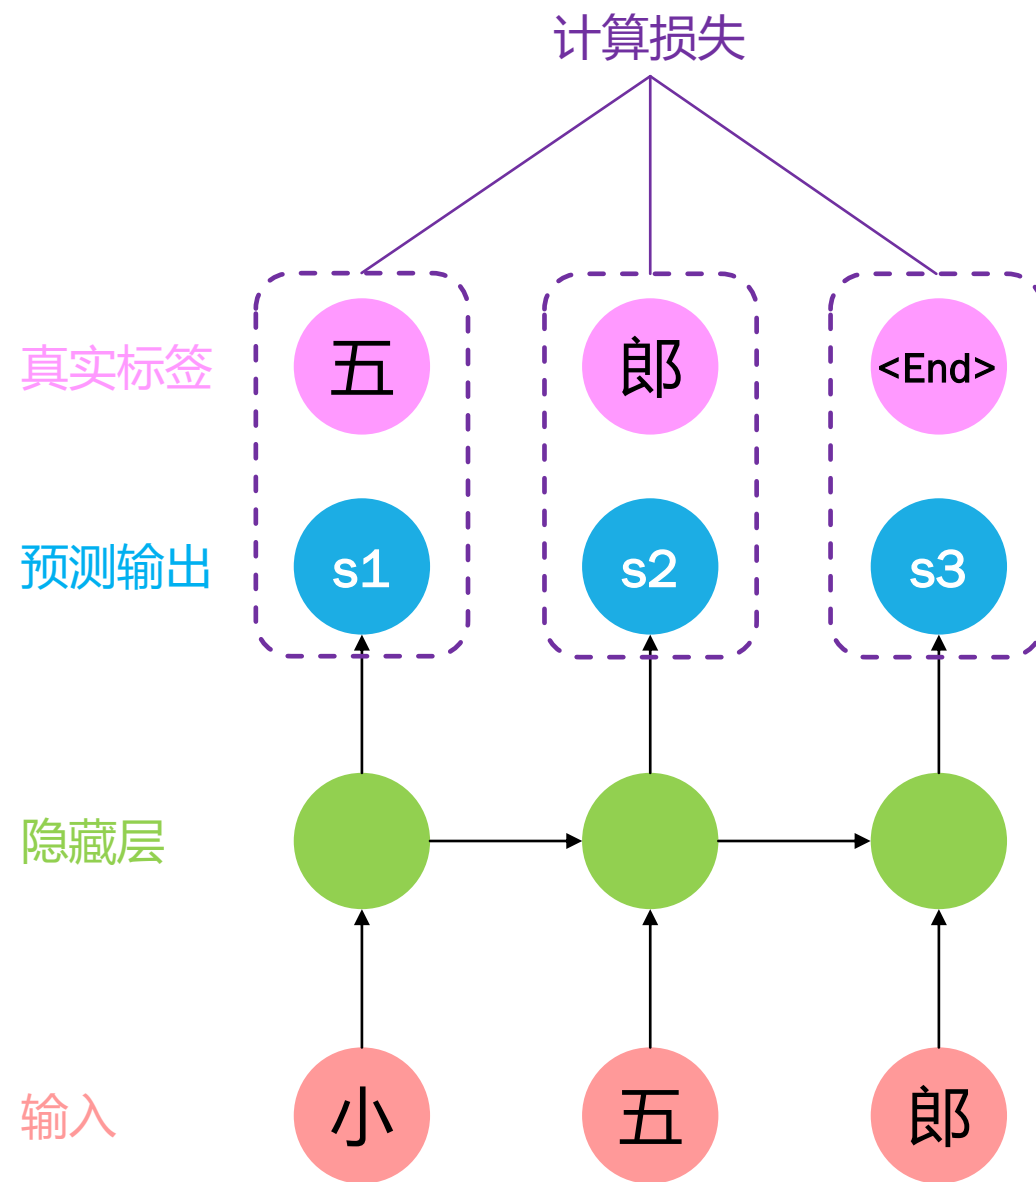 计算损失
真实标签 五 郎 <End>
预测输出 s1 s2 s3
隐藏层
输入 小 五 郎